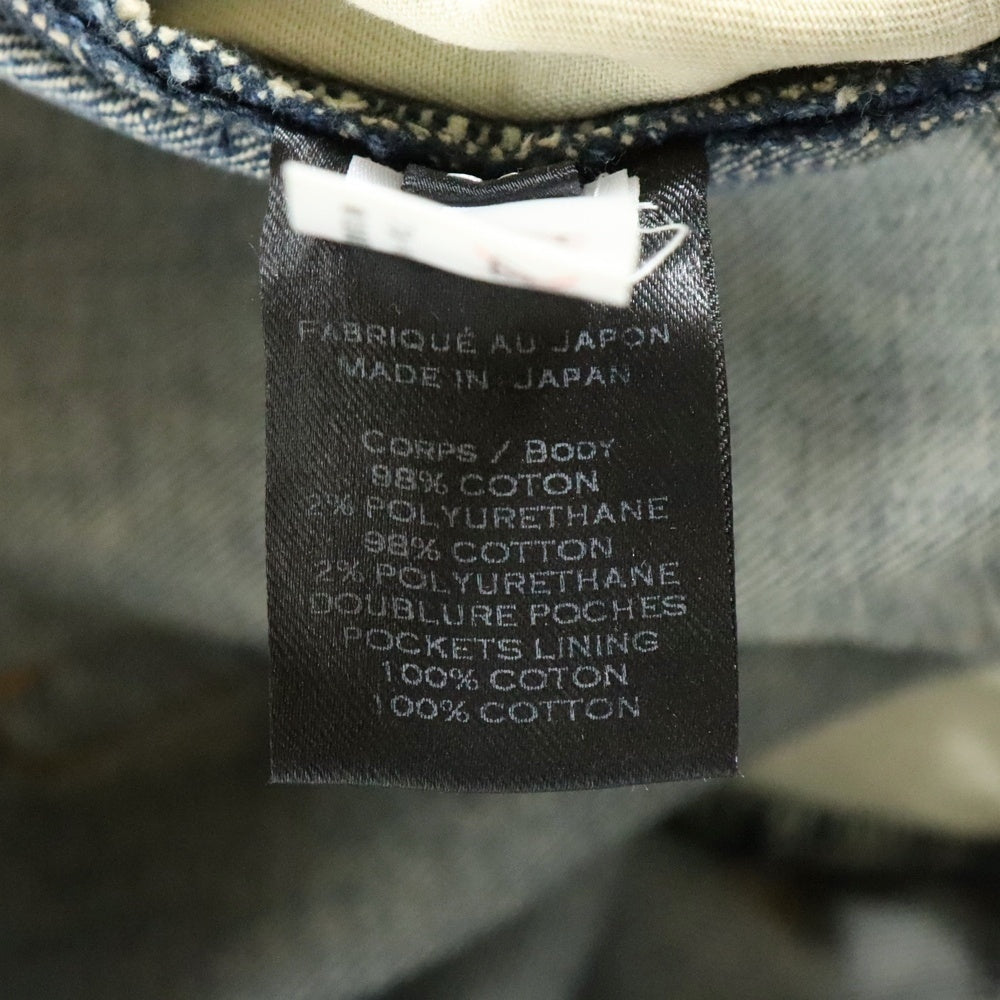 FABRIQUÉ AU JAPON
MADE IN JAPAN
CORPS / BODY
98% COTON
2% POLYURETHANE
98% COTTON
2% POLYURETHANE
DOUBLURE POCHES
POCKETS LINING
100% COTON
100% COTTON